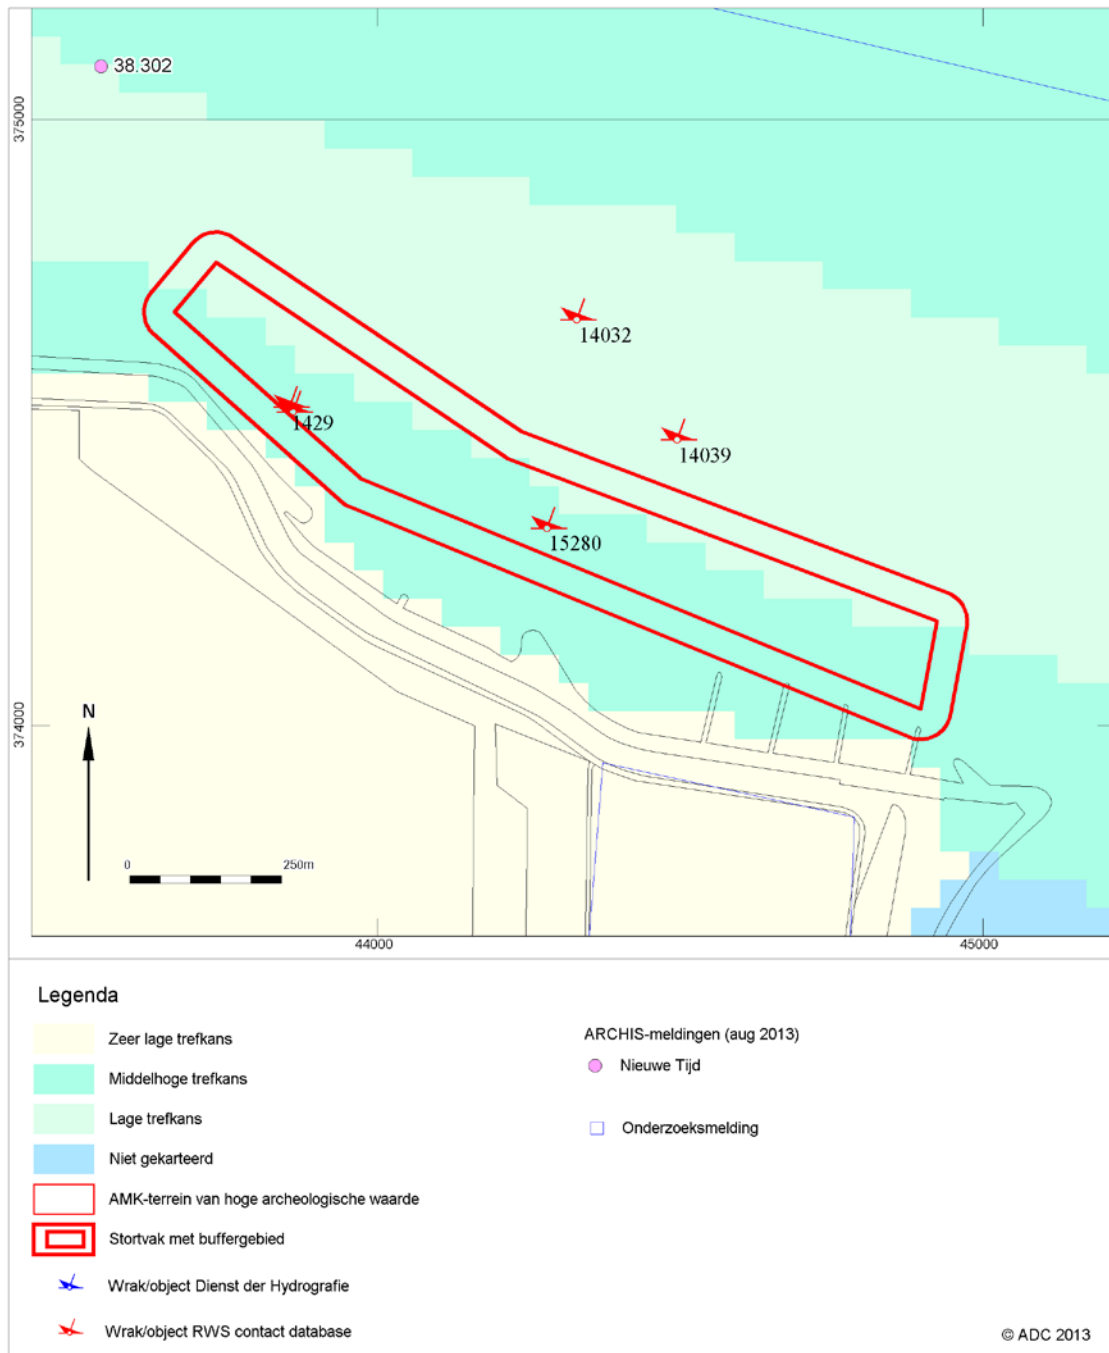 38.302
375000
14032
1429
14039
15280
374000
N
0 250m
44000
45000
Legenda
Zeer lage trefkans
Middelhoge trefkans
Lage trefkans
Niet gekarteerd
AMK-terrein van hoge archeologische waarde
Stortvak met buffergebied
Wrak/object Dienst der Hydrografie
Wrak/object RWS contact database
ARCHIS-meldingen (aug 2013)
Nieuwe Tijd
Onderzoeksmelding
© ADC 2013